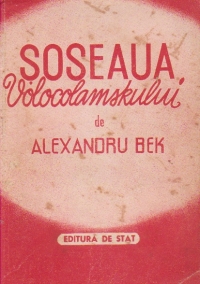 SOSEAUA
Volocolamskului
de
ALEXANDRU BEK
EDITURĂ DE STAT